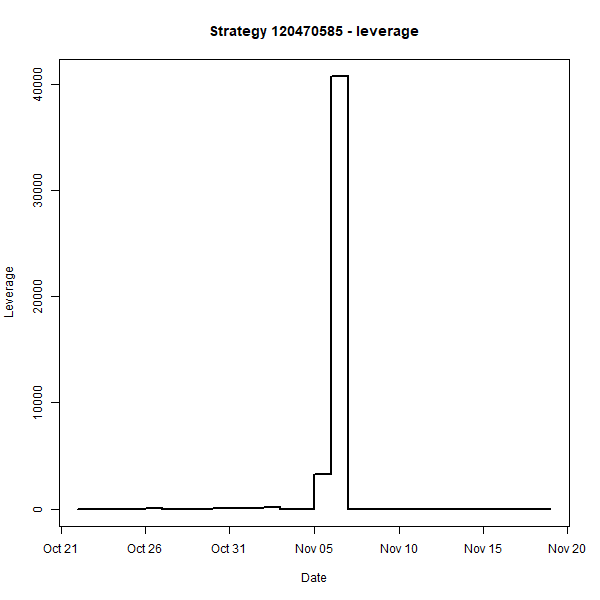 Strategy 120470585 - leverage
Leverage
40000
30000
20000
10000
0
Oct 21 Oct 26 Oct 31 Nov 05 Nov 10 Nov 15 Nov 20
Date